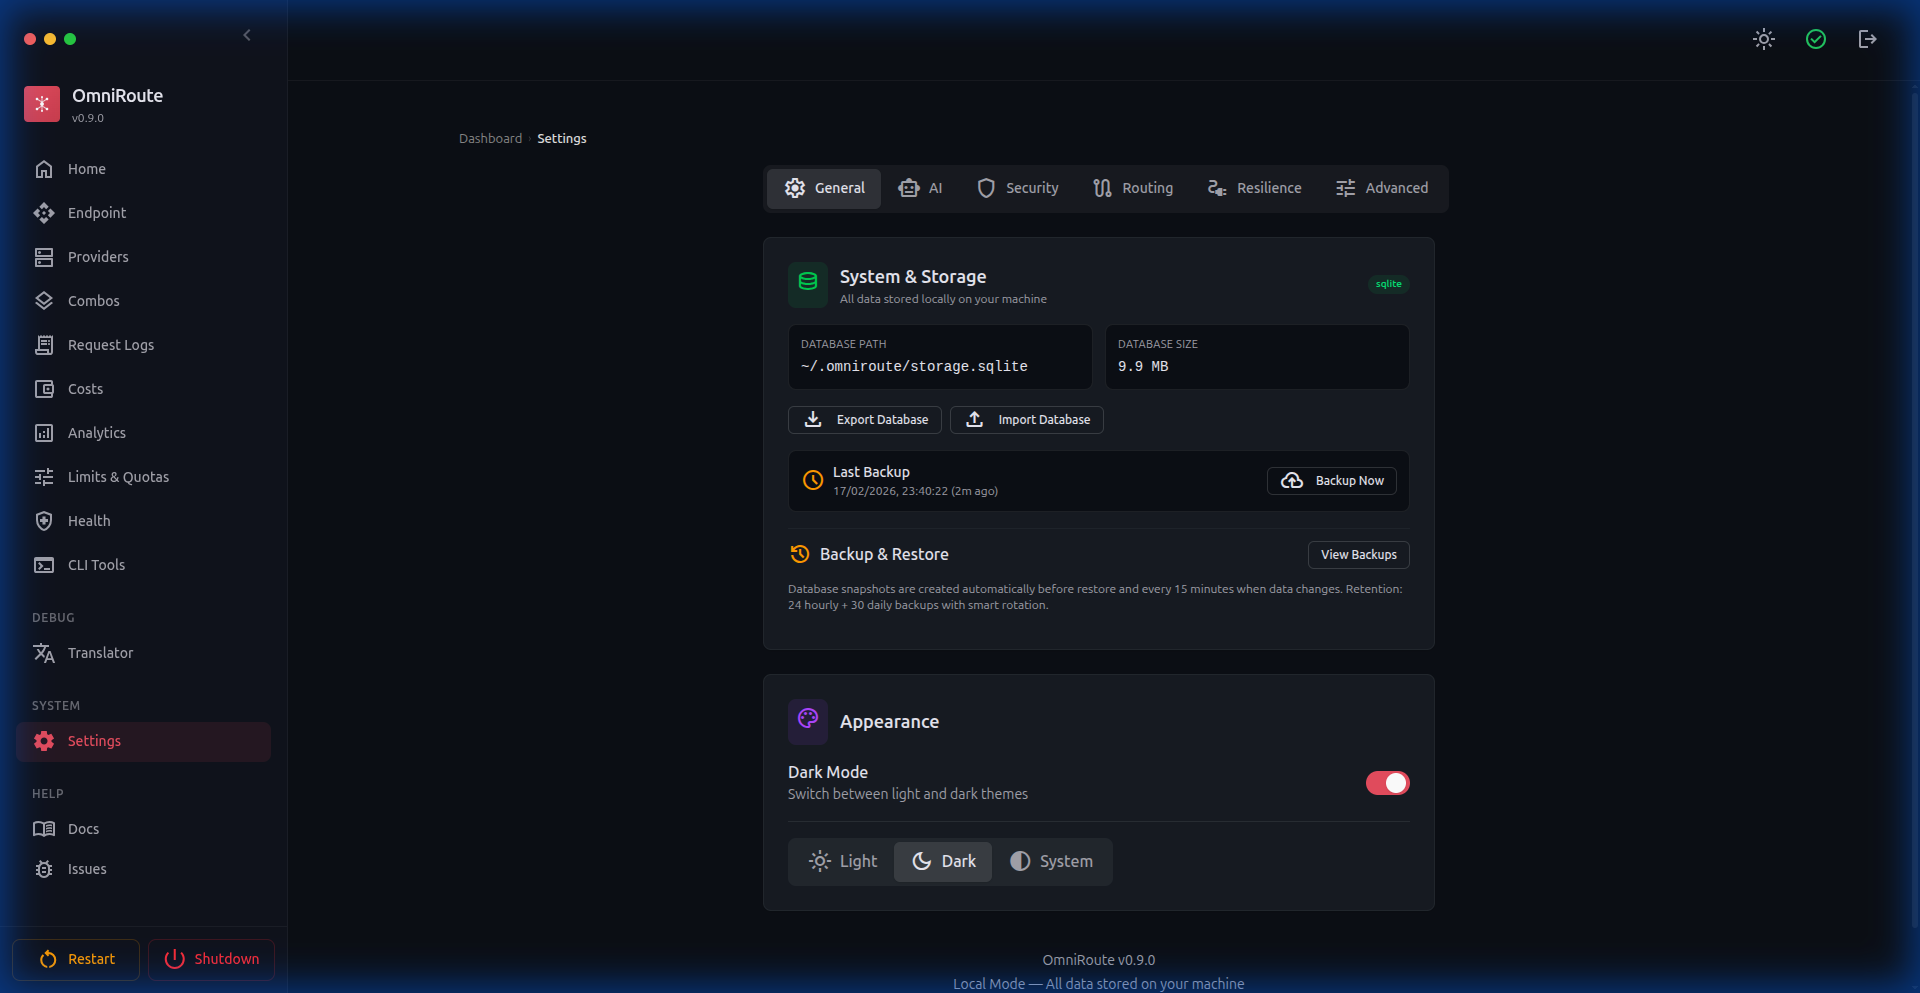 OmniRoute
v0.9.0
Home
Endpoint
Providers
Combos
Request Logs
Costs
Analytics
Limits & Quotas
Health
CLI Tools
DEBUG
Translator
SYSTEM
Settings
HELP
Docs
Issues
Restart
Shutdown
Dashboard › Settings
General
AI
Security
Routing
Resilience
Advanced
System & Storage
All data stored locally on your machine
sqlite
DATABASE PATH
~/.omniroute/storage.sqlite
DATABASE SIZE
9.9 MB
Export Database
Import Database
Last Backup
17/02/2026, 23:40:22 (2m ago)
Backup Now
Backup & Restore
View Backups
Database snapshots are created automatically before restore and every 15 minutes when data changes. Retention:
24 hourly + 30 daily backups with smart rotation.
Appearance
Dark Mode
Switch between light and dark themes
Light
Dark
System
OmniRoute v0.9.0
Local Mode — All data stored on your machine